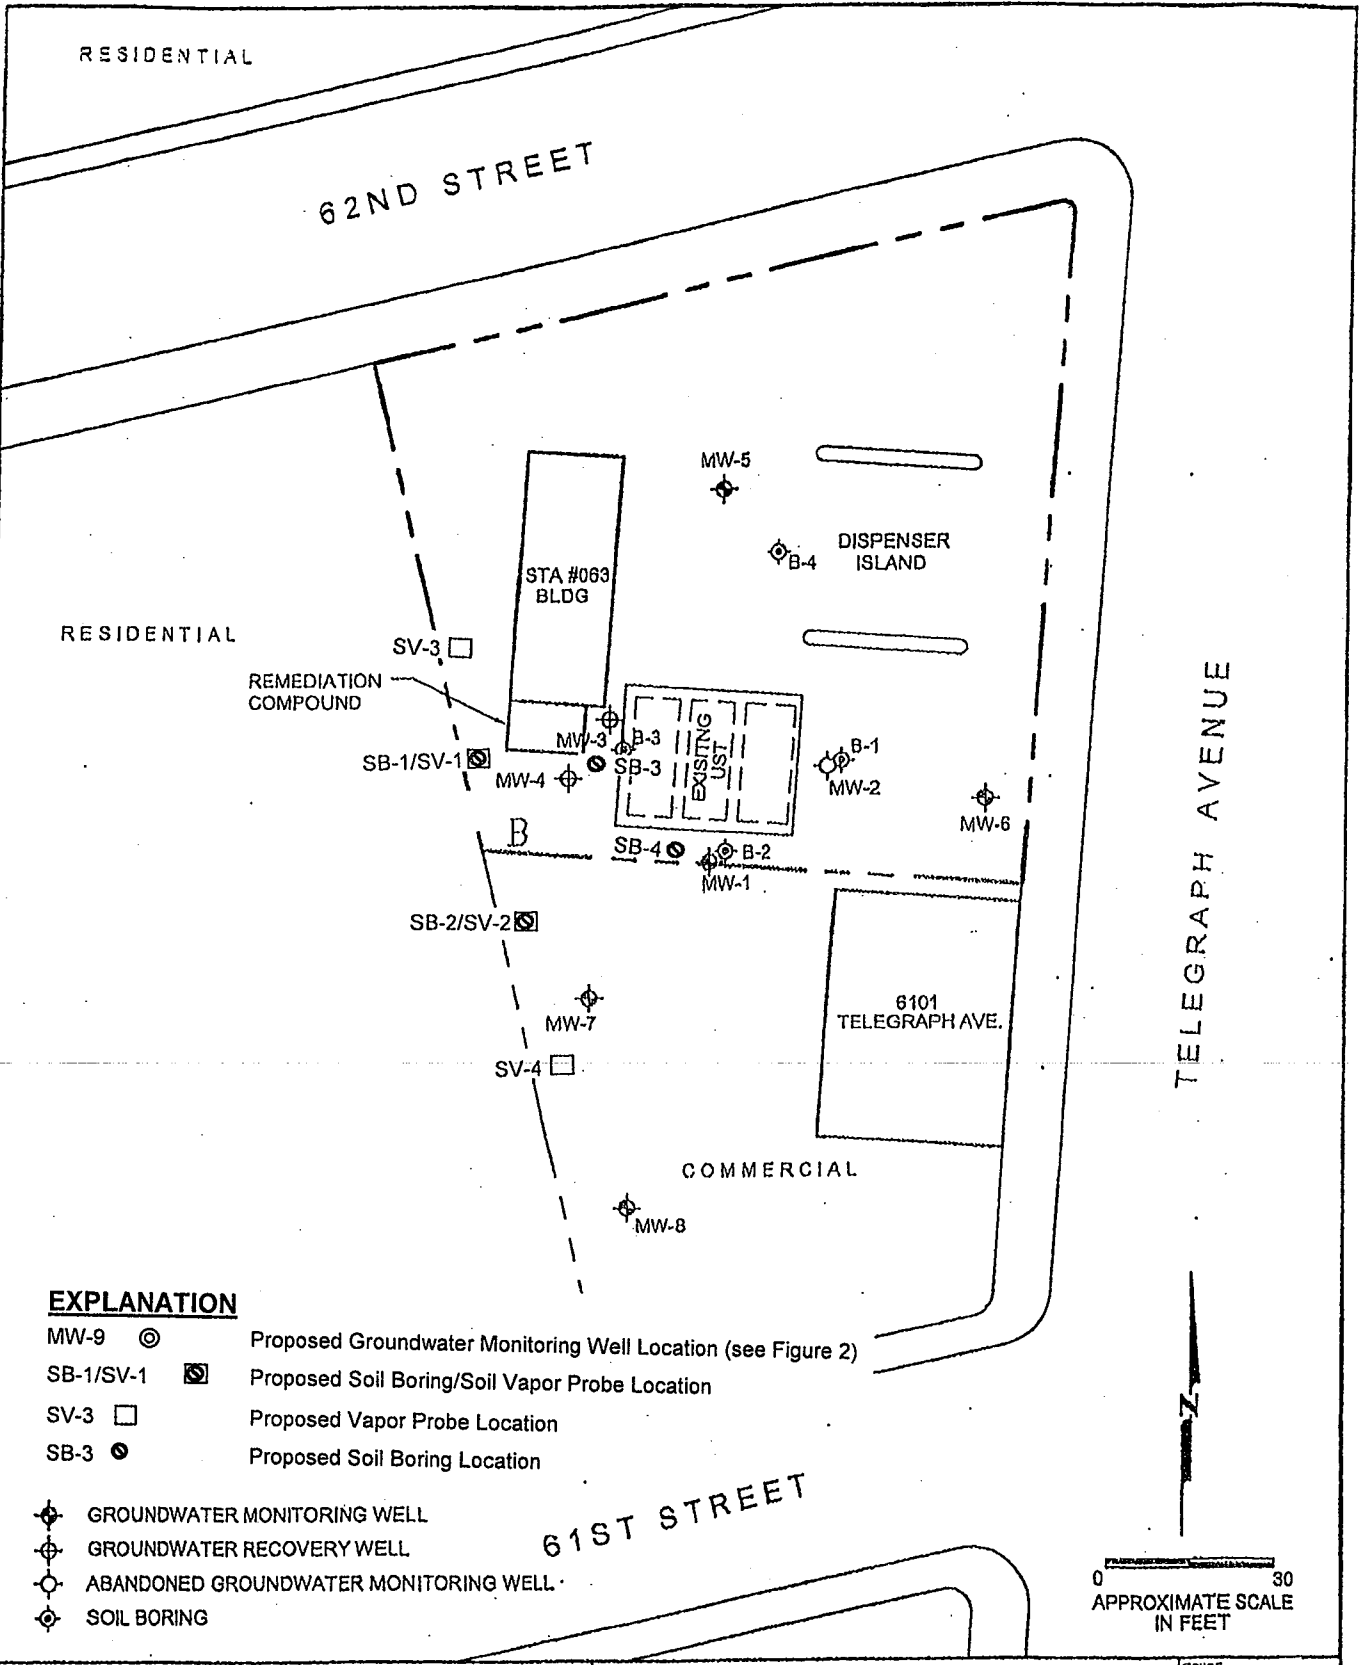 RESIDENTIAL
62ND STREET
MW-5
B-4
DISPENSER
ISLAND
STA #063
BLDG
RESIDENTIAL
SV-3
REMEDIATION
COMPOUND
MW-3
B-3
EXISITNG
UST
B-1
SB-1/SV-1
SB-3
MW-4
MW-2
MW-6
B
SB-4
B-2
MW-1
SB-2/SV-2
TELEGRAPH AVENUE
6101
TELEGRAPH AVE.
MW-7
SV-4
COMMERCIAL
MW-8
EXPLANATION
MW-9 Proposed Groundwater Monitoring Well Location (see Figure 2)
SB-1/SV-1 Proposed Soil Boring/Soil Vapor Probe Location
SV-3 Proposed Vapor Probe Location
SB-3 Proposed Soil Boring Location
GROUNDWATER MONITORING WELL
GROUNDWATER RECOVERY WELL
ABANDONED GROUNDWATER MONITORING WELL
SOIL BORING
61ST STREET
N
0 30
APPROXIMATE SCALE
IN FEET